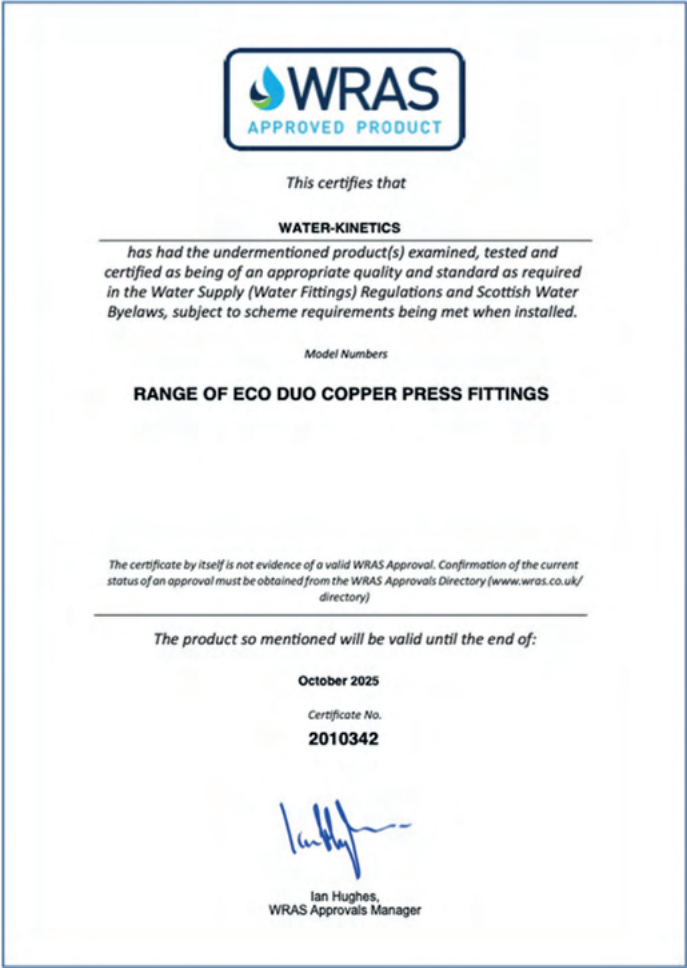 WRAS
APPROVED PRODUCT
This certifies that
WATER-KINETICS
has had the undermentioned product(s) examined, tested and
certified as being of an appropriate quality and standard as required
in the Water Supply (Water Fittings) Regulations and Scottish Water
Byelaws, subject to scheme requirements being met when installed.
Model Numbers
RANGE OF ECO DUO COPPER PRESS FITTINGS
The certificate by itself is not evidence of a valid WRAS Approval. Confirmation of the current
status of an approval must be obtained from the WRAS Approvals Directory (www.wras.co.uk/
directory)
The product so mentioned will be valid until the end of:
October 2025
Certificate No.
2010342
Ian Hughes,
WRAS Approvals Manager